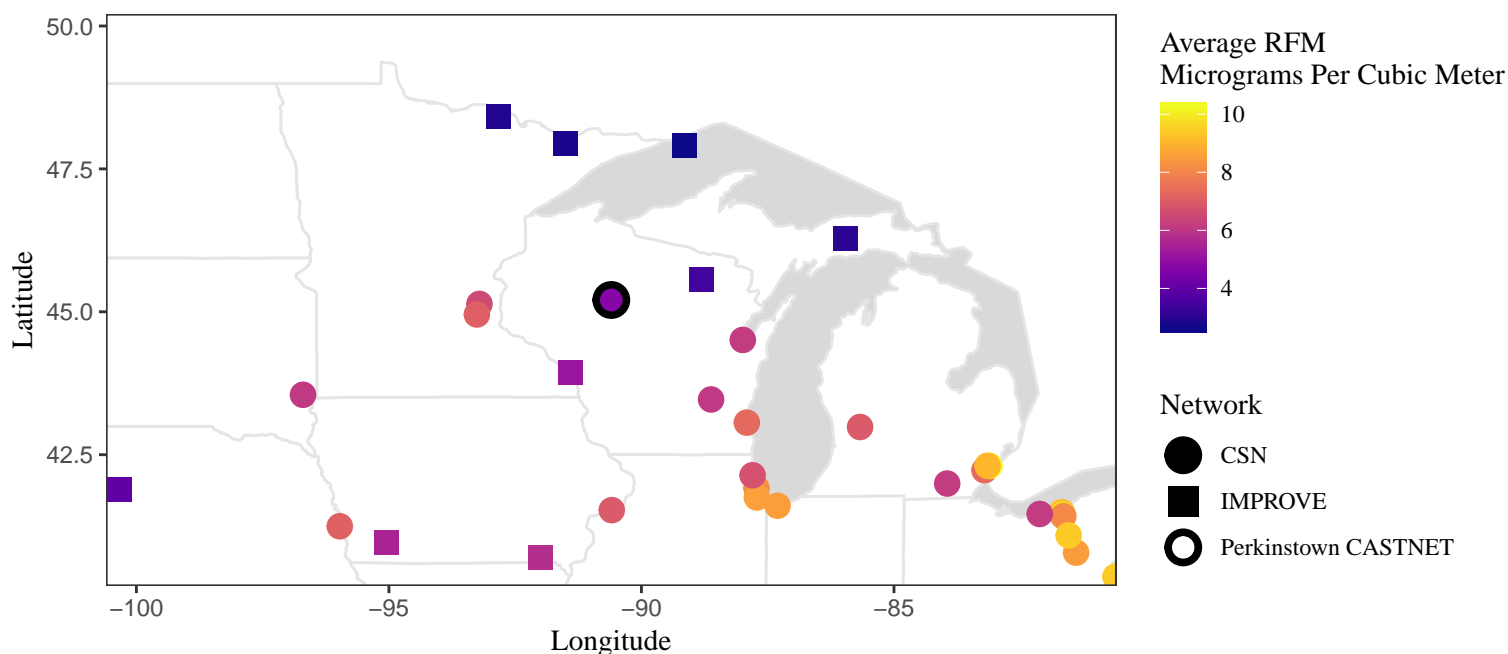 50.0
47.5
45.0
42.5
Latitude
−100
−95
−90
−85
Longitude
Average RFM
Micrograms Per Cubic Meter
10
8
6
4
Network
CSN
IMPROVE
Perkinstown CASTNET